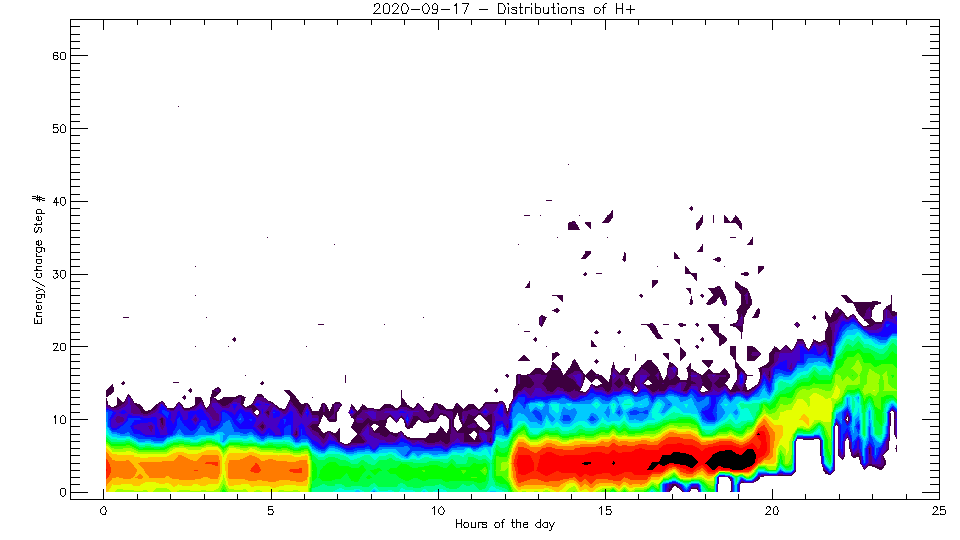 2020-09-17 - Distributions of H+
60
50
40
30
20
10
0
Energy/charge Step #
0 5 10 15 20 25
Hours of the day